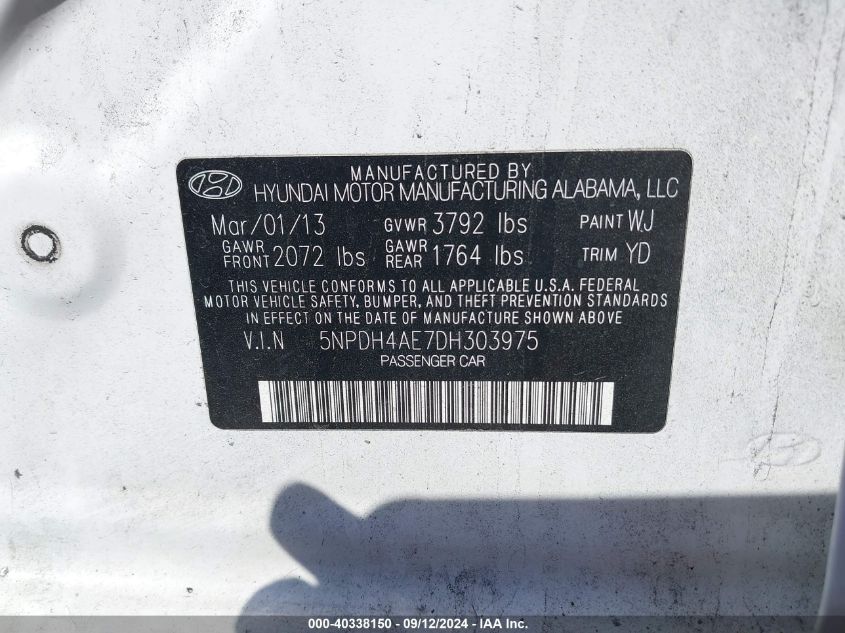 MANUFACTURED BY
HYUNDAI MOTOR MANUFACTURING ALABAMA, LLC
Mar/01/13 GVWR 3792 lbs PAINT WJ
GAWR FRONT 2072 lbs GAWR REAR 1764 lbs TRIM YD
THIS VEHICLE CONFORMS TO ALL APPLICABLE U.S.A. FEDERAL
MOTOR VEHICLE SAFETY, BUMPER, AND THEFT PREVENTION STANDARDS
IN EFFECT ON THE DATE OF MANUFACTURE SHOWN ABOVE
V.I.N 5NPDH4AE7DH303975
PASSENGER CAR
000-40338150 - 09/12/2024 - IAA Inc.